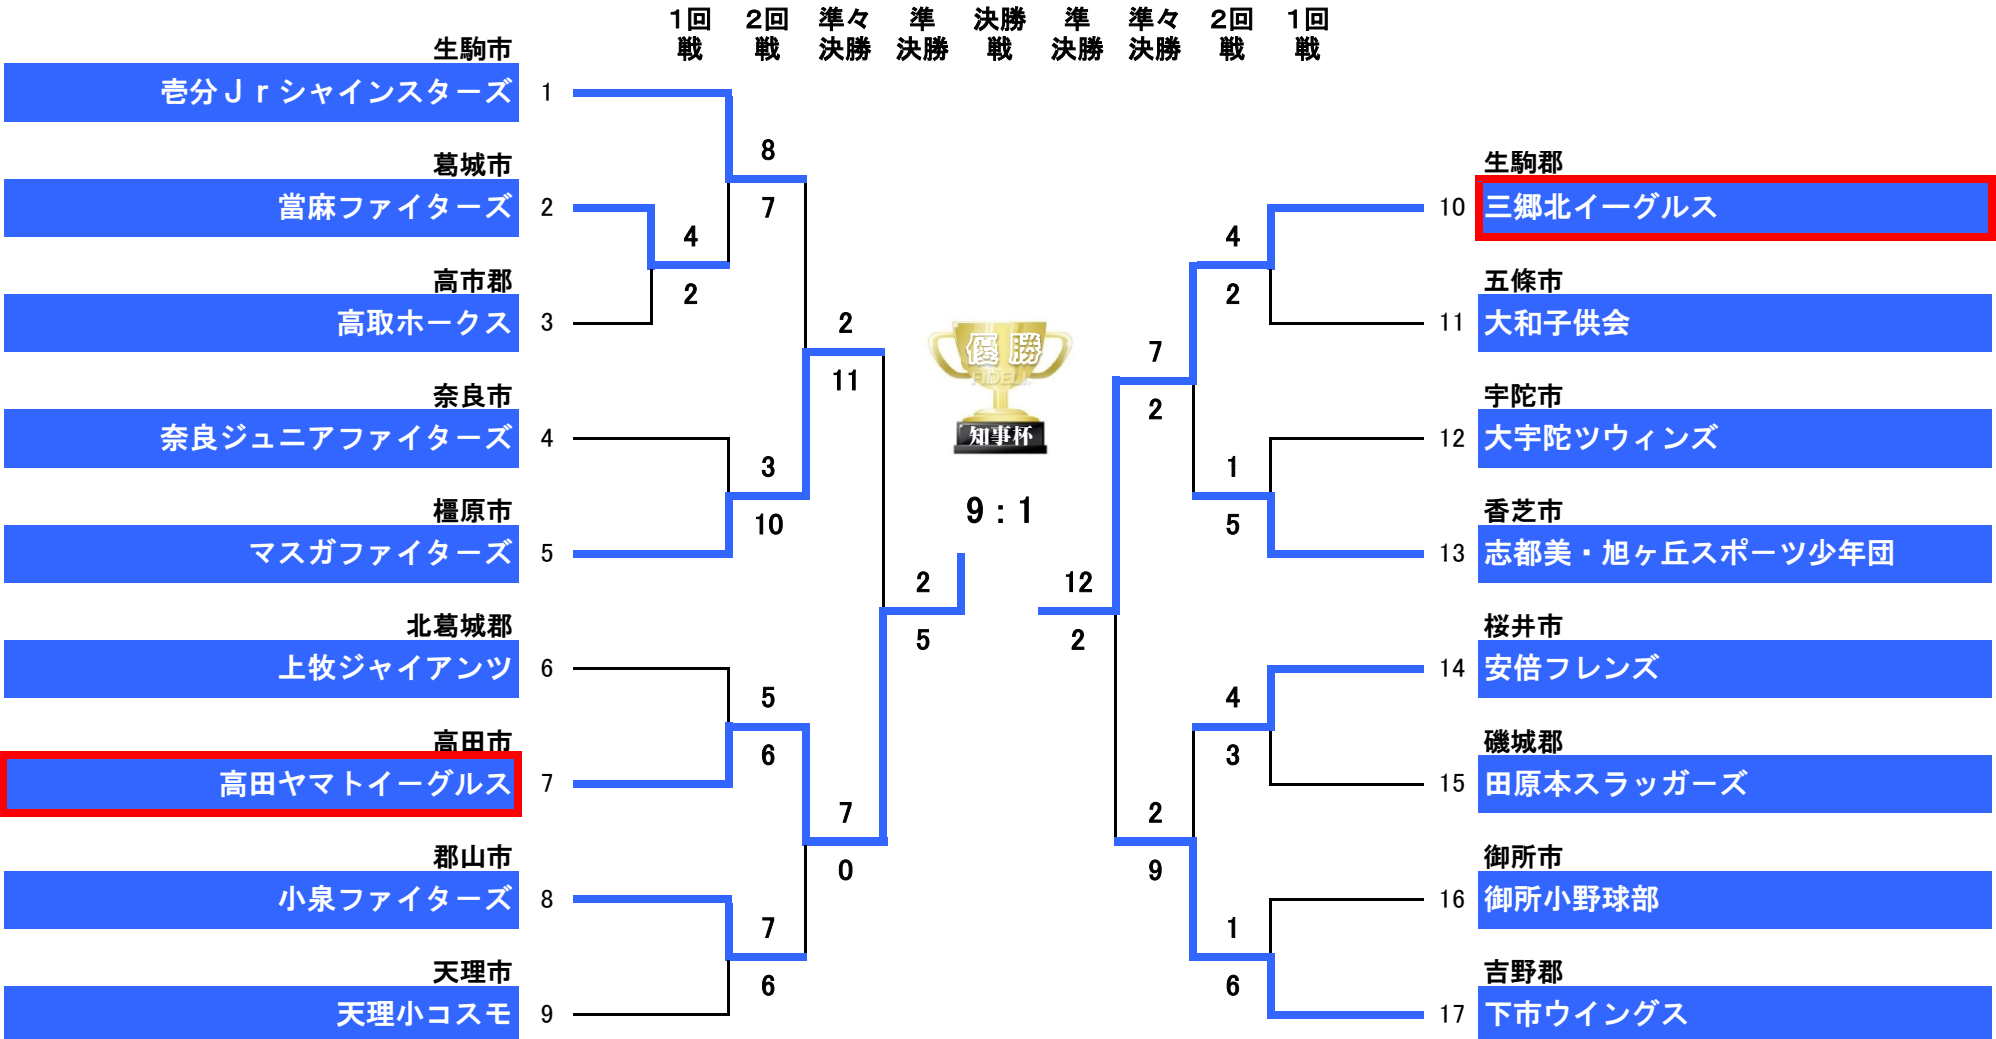 １回 ２回 準々 準 決勝 準 準々 ２回 １回
戦 戦 決勝 決勝 戦 決勝 決勝 戦 戦
生駒市
壱分Ｊｒシャインスターズ 1
8
葛城市
當麻ファイターズ 2
7
4
高市郡
高取ホークス 3
2
2
奈良市
奈良ジュニアファイターズ 4
11
3
橿原市
マスガファイターズ 5
10
北葛城郡
上牧ジャイアンツ 6
2
5
5
高田市
高田ヤマトイーグルス 7
6
7
郡山市
小泉ファイターズ 8
0
7
天理市
天理小コスモ 9
6
優勝
FIDELI
知事杯
9：1
生駒郡
10 三郷北イーグルス
4
五條市
11 大和子供会
2
7
宇陀市
12 大宇陀ツウィンズ
2
1
香芝市
13 志都美・旭ヶ丘スポーツ少年団
5
12
2
桜井市
14 安倍フレンズ
4
磯城郡
15 田原本スラッガーズ
3
2
御所市
16 御所小野球部
9
1
吉野郡
17 下市ウイングス
6